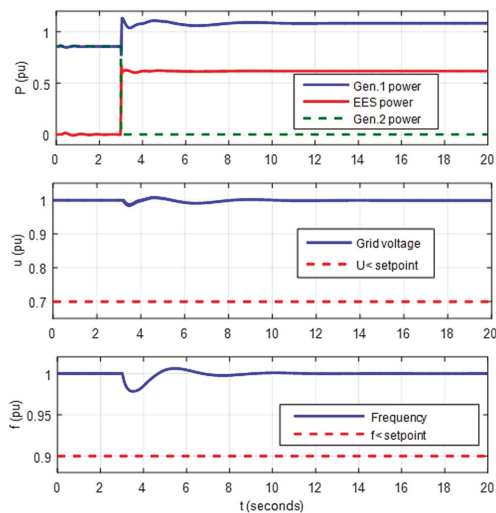 P (pu)
1
0.5
0
Gen.1 power
EES power
Gen.2 power
0 2 4 6 8 10 12 14 16 18 20
u (pu)
1
0.9
0.8
0.7
Grid voltage
U< setpoint
0 2 4 6 8 10 12 14 16 18 20
f (pu)
1
0.95
0.9
Frequency
f< setpoint
0 2 4 6 8 10 12 14 16 18 20
t (seconds)